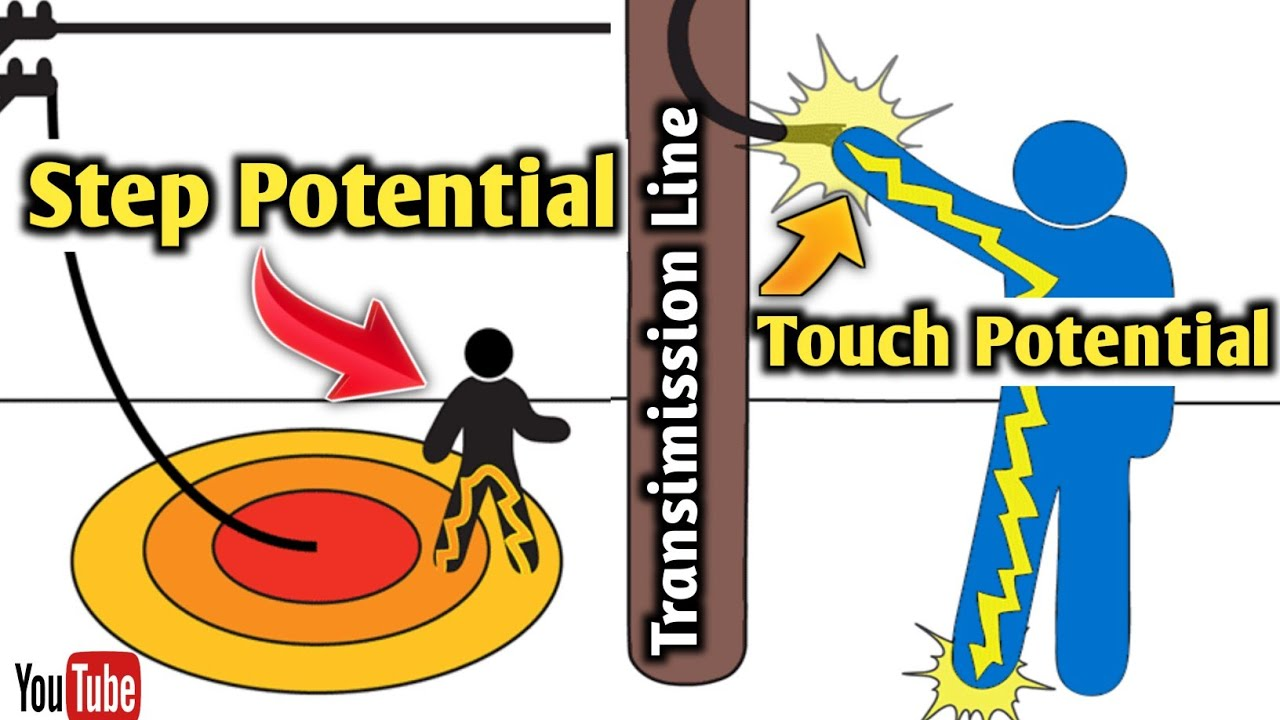 Step Potential
Transimission Line
Touch Potential
YouTube